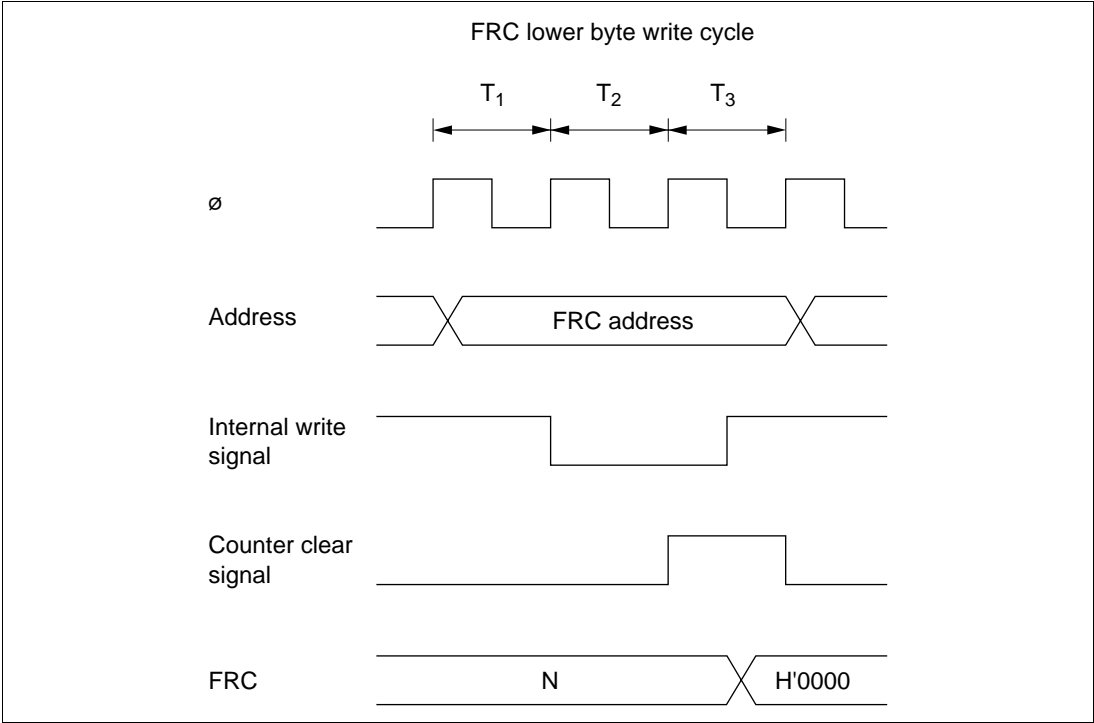 FRC lower byte write cycle
T1 T2 T3
ø
Address FRC address
Internal write
signal
Counter clear
signal
FRC N H'0000